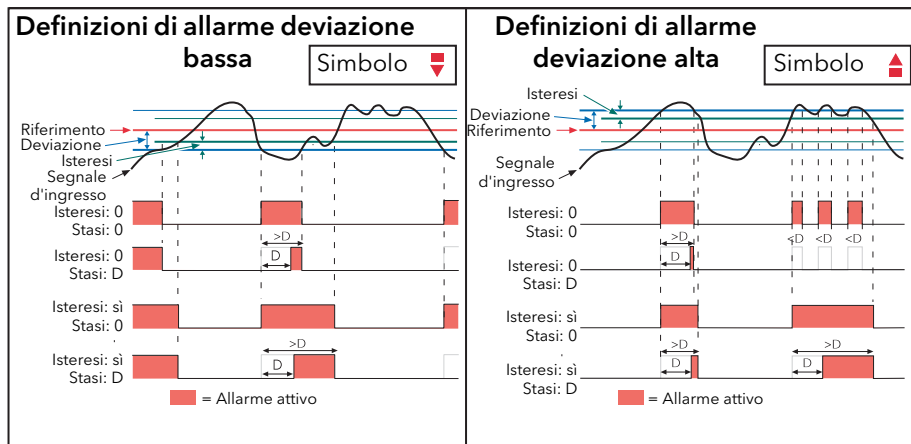 Definizioni di allarme deviazione
bassa
Simbolo
Riferimento
Deviazione
Isteresi
Segnale
d'ingresso
Isteresi: 0
Stasi: 0
>D
Isteresi: 0
Stasi: D
D
Isteresi: sì
Stasi: 0
>D
Isteresi: sì
Stasi: D
D
= Allarme attivo
Definizioni di allarme
deviazione alta
Simbolo
Isteresi
Deviazione
Riferimento
Segnale
d'ingresso
Isteresi: 0
Stasi: 0
>D
<D <D <D
Isteresi: 0
Stasi: D
D
Isteresi: sì
Stasi: 0
>D >D
Isteresi: sì
Stasi: D
D D
= Allarme attivo